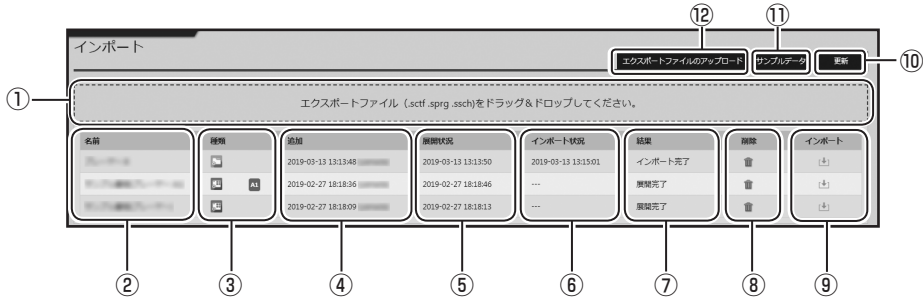 ⑫ ⑪
インポート
エクスポートファイルのアップロード サンプルデータ 更新 ⑩
① エクスポートファイル (.sctf .sprg .ssch)をドラッグ&ドロップしてください。
名前 種類 追加 展開状況 インポート状況 結果 削除 インポート
2019-03-13 13:13:48 2019-03-13 13:13:50 2019-03-13 13:15:01 インポート完了
A1 2019-02-27 18:18:36 2019-02-27 18:18:46 --- 展開完了
2019-02-27 18:18:09 2019-02-27 18:18:13 --- 展開完了
② ③ ④ ⑤ ⑥ ⑦ ⑧ ⑨